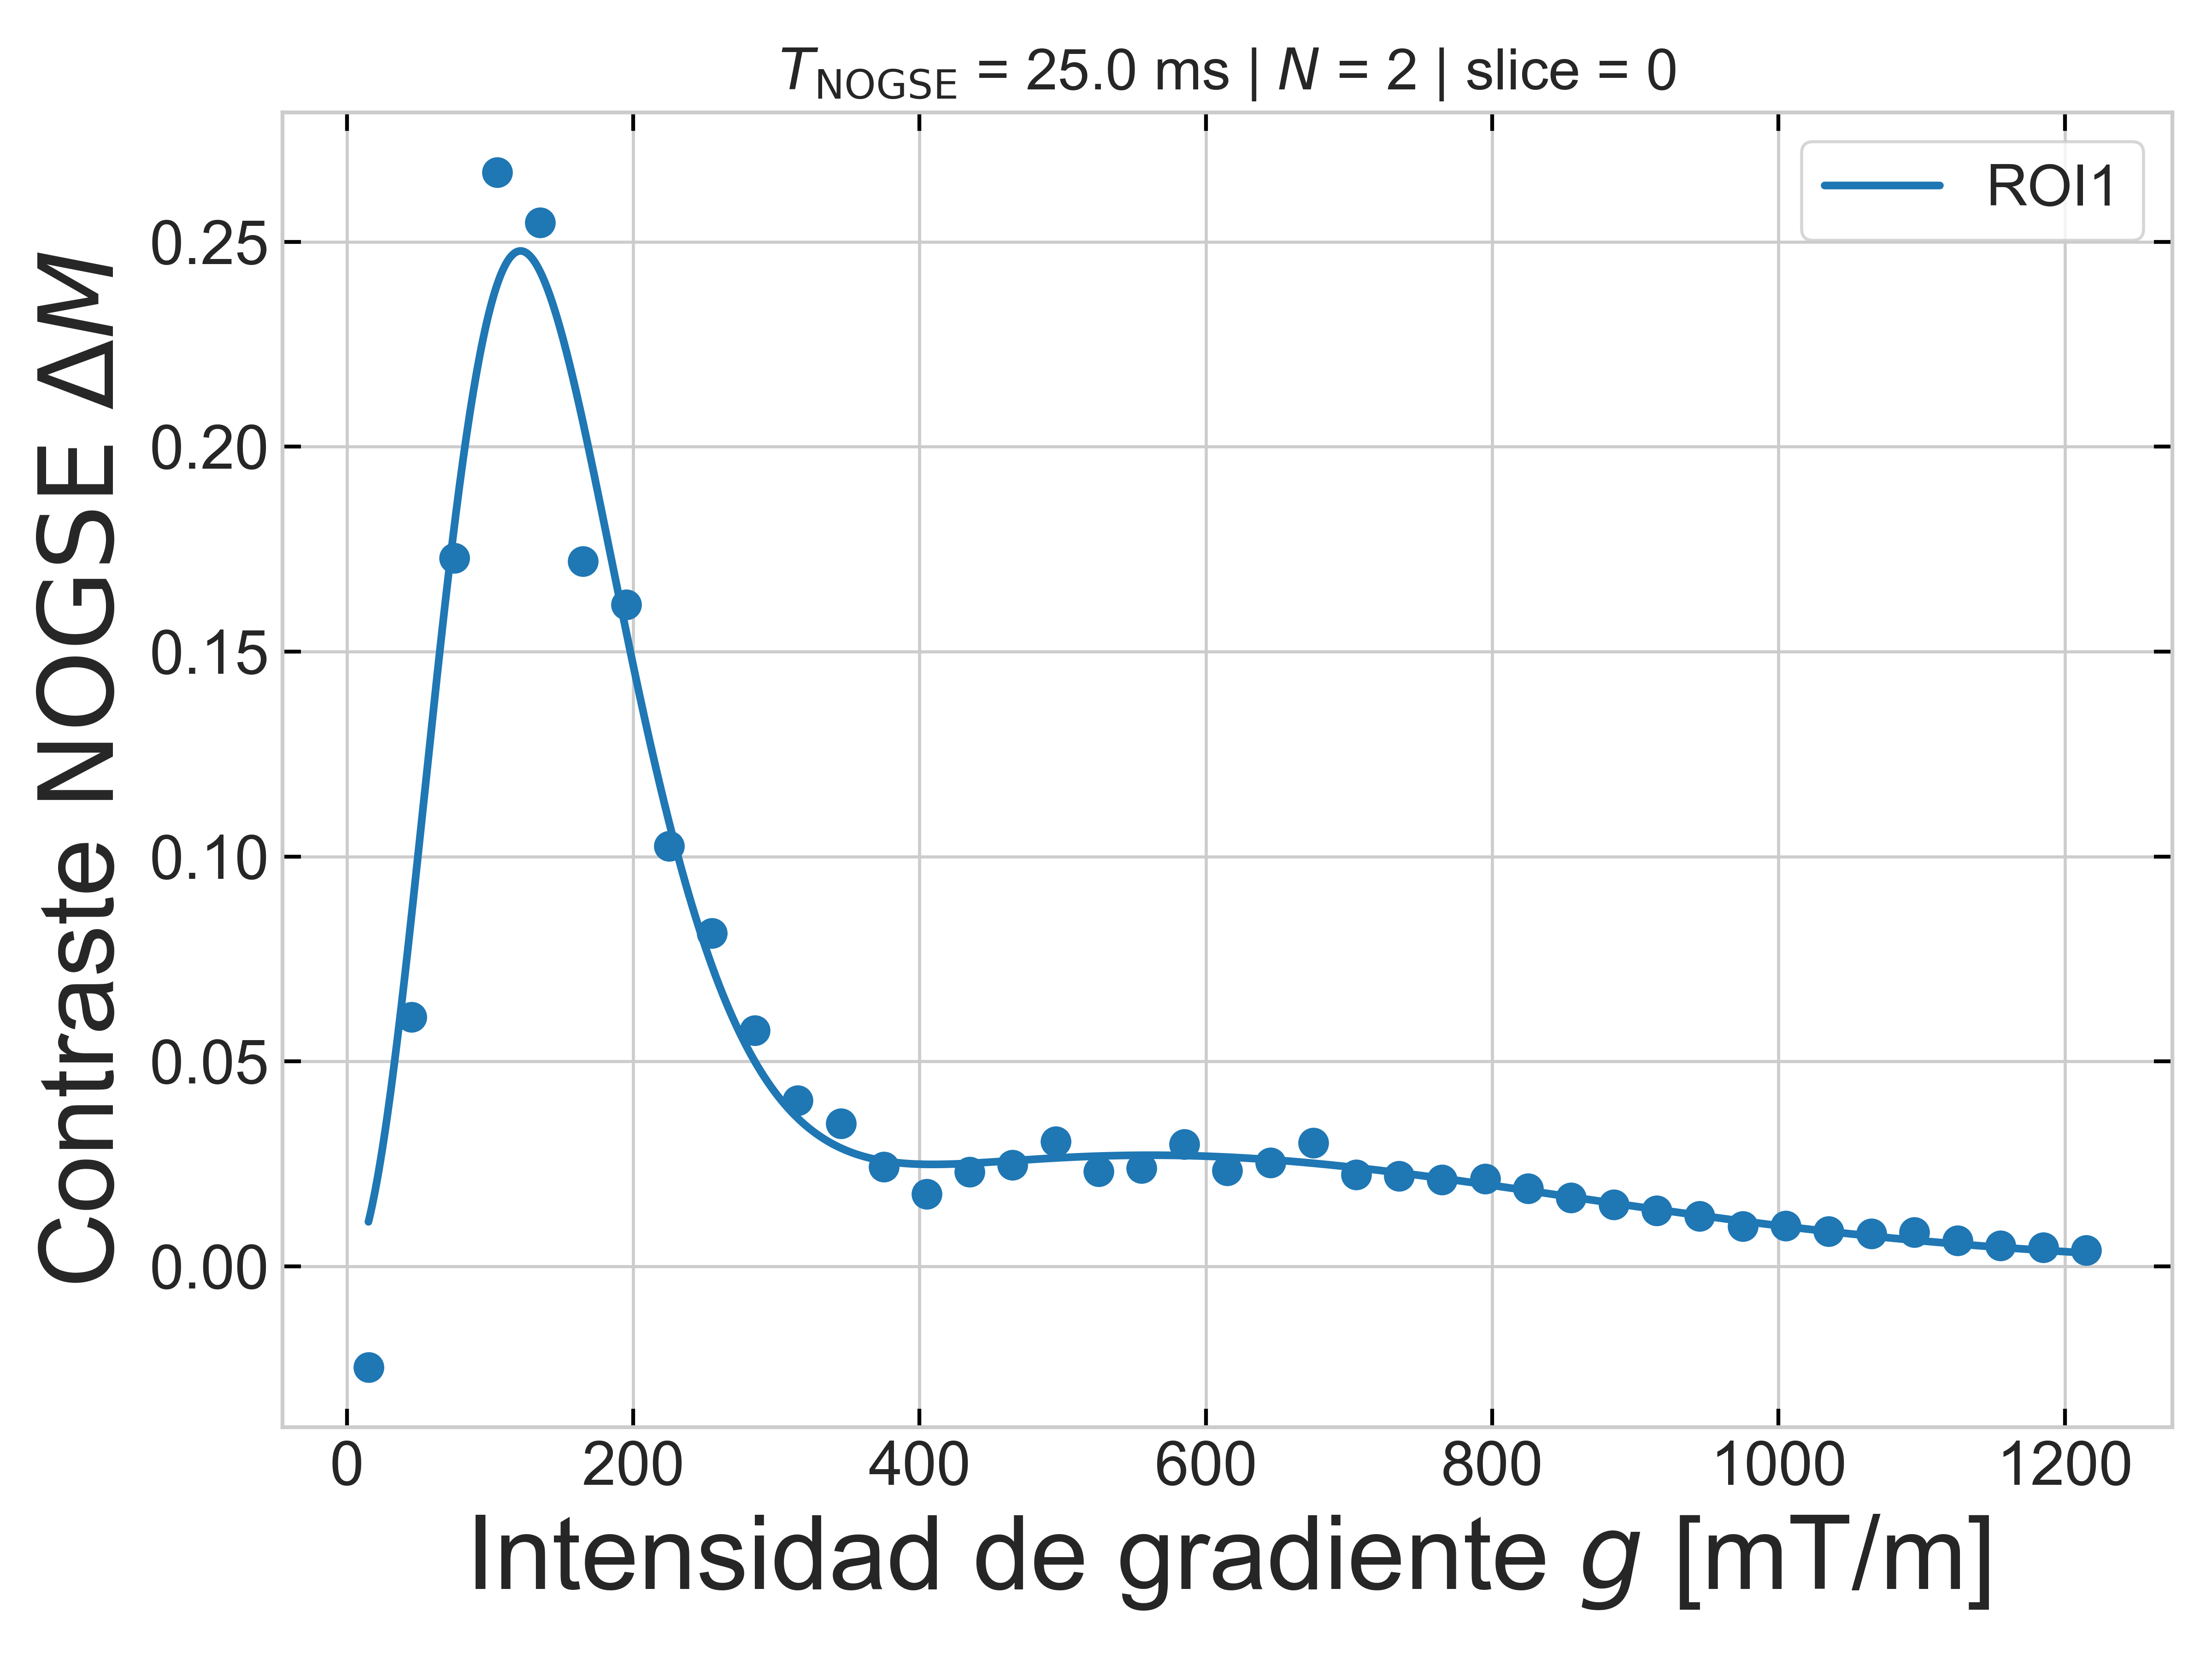 T_NOGSE = 25.0 ms | N = 2 | slice = 0
ROI1
Contraste NOGSE ΔM
0.25
0.20
0.15
0.10
0.05
0.00
0 200 400 600 800 1000 1200
Intensidad de gradiente g [mT/m]